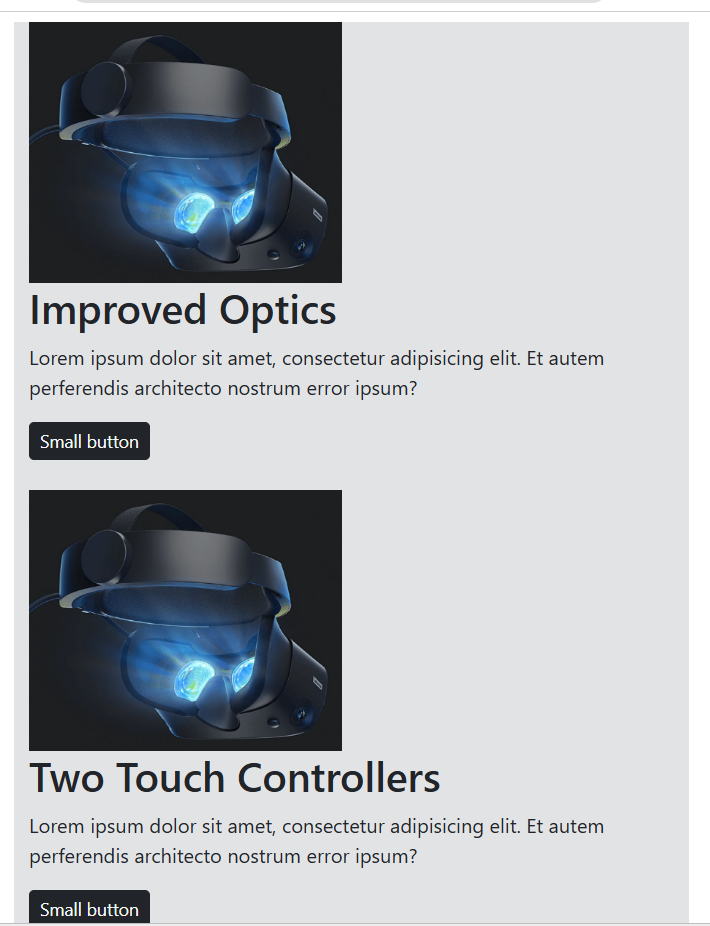 Improved Optics
Lorem ipsum dolor sit amet, consectetur adipisicing elit. Et autem
perferendis architecto nostrum error ipsum?
Small button
Two Touch Controllers
Lorem ipsum dolor sit amet, consectetur adipisicing elit. Et autem
perferendis architecto nostrum error ipsum?
Small button